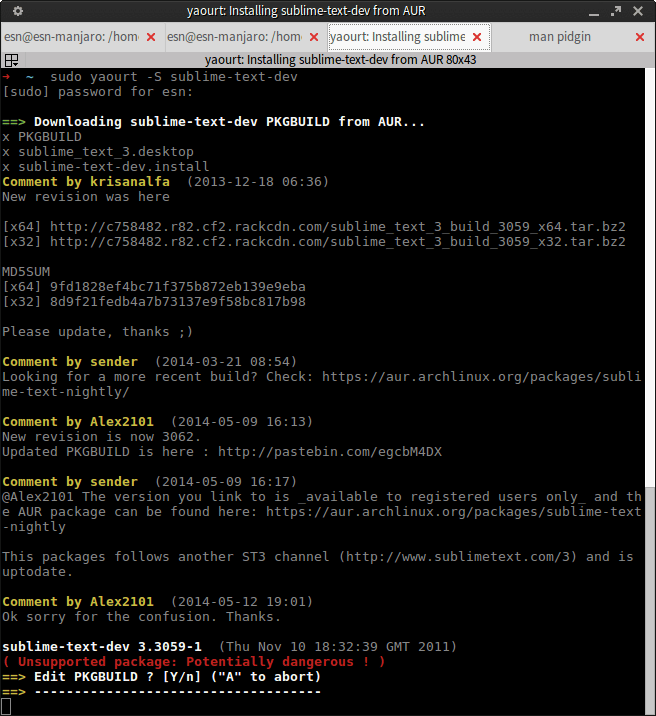 yaourt: Installing sublime-text-dev from AUR
esn@esn-manjaro: /hom
esn@esn-manjaro: /hom
yaourt: Installing sublime
man pidgin
yaourt: Installing sublime-text-dev from AUR 80x43
➜ ~ sudo yaourt -S sublime-text-dev
[sudo] password for esn:
==> Downloading sublime-text-dev PKGBUILD from AUR...
x PKGBUILD
x sublime_text_3.desktop
x sublime-text-dev.install
Comment by krisanalfa (2013-12-18 06:36)
New revision was here
[x64] http://c758482.r82.cf2.rackcdn.com/sublime_text_3_build_3059_x64.tar.bz2
[x32] http://c758482.r82.cf2.rackcdn.com/sublime_text_3_build_3059_x32.tar.bz2
MD5SUM
[x64] 9fd1828ef4bc71f375b872eb139e9eba
[x32] 8d9f21fedb4a7b73137e9f58bc817b98
Please update, thanks ;)
Comment by sender (2014-03-21 08:54)
Looking for a more recent build? Check: https://aur.archlinux.org/packages/subli
me-text-nightly/
Comment by Alex2101 (2014-05-09 16:13)
New revision is now 3062.
Updated PKGBUILD is here : http://pastebin.com/egcbM4DX
Comment by sender (2014-05-09 16:17)
@Alex2101 The version you link to is _available to registered users only_ and th
e AUR package can be found here: https://aur.archlinux.org/packages/sublime-text
-nightly
This packages follows another ST3 channel (http://www.sublimetext.com/3) and is
uptodate.
Comment by Alex2101 (2014-05-12 19:01)
Ok sorry for the confusion. Thanks.
sublime-text-dev 3.3059-1 (Thu Nov 10 18:32:39 GMT 2011)
( Unsupported package: Potentially dangerous ! )
==> Edit PKGBUILD ? [Y/n] ("A" to abort)
==> ------------------------------------